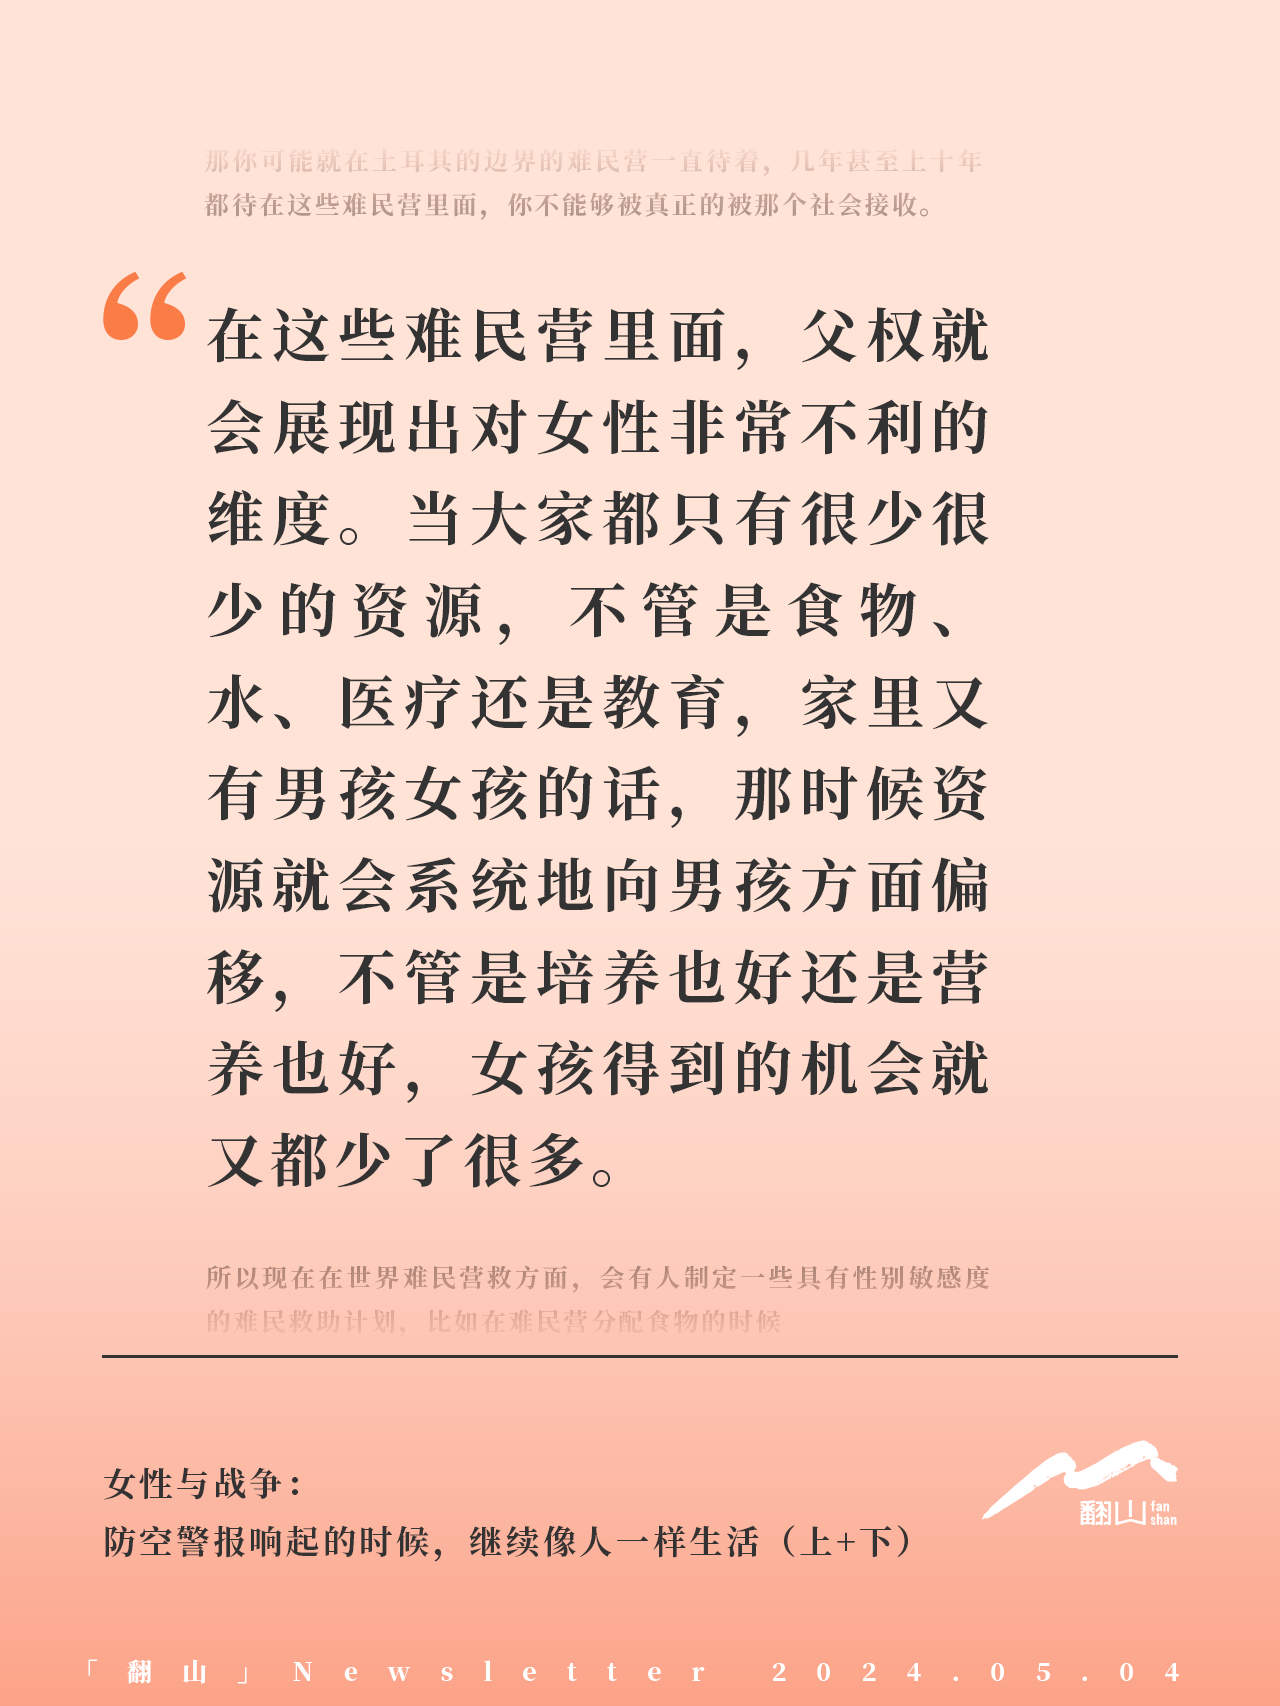 那你可能就在土耳其的边界的难民营一直待着，几年甚至上十年
都待在这些难民营里面，你不能够被真正的被那个社会接收。
“在这些难民营里面，父权就
会展现出对女性非常不利的
维度。当大家都只有很少很
少的资源，不管是食物、
水、医疗还是教育，家里又
有男孩女孩的话，那时候资
源就会系统地向男孩方面偏
移，不管是培养也好还是营
养也好，女孩得到的机会就
又都少了很多。
所以现在在世界难民营救方面，会有人制定一些具有性别敏感度
的难民救助计划，比如在难民营分配食物的时候
女性与战争：
防空警报响起的时候，继续像人一样生活（上+下）
翻山 fan shan
「翻山」Newsletter 2024.05.04